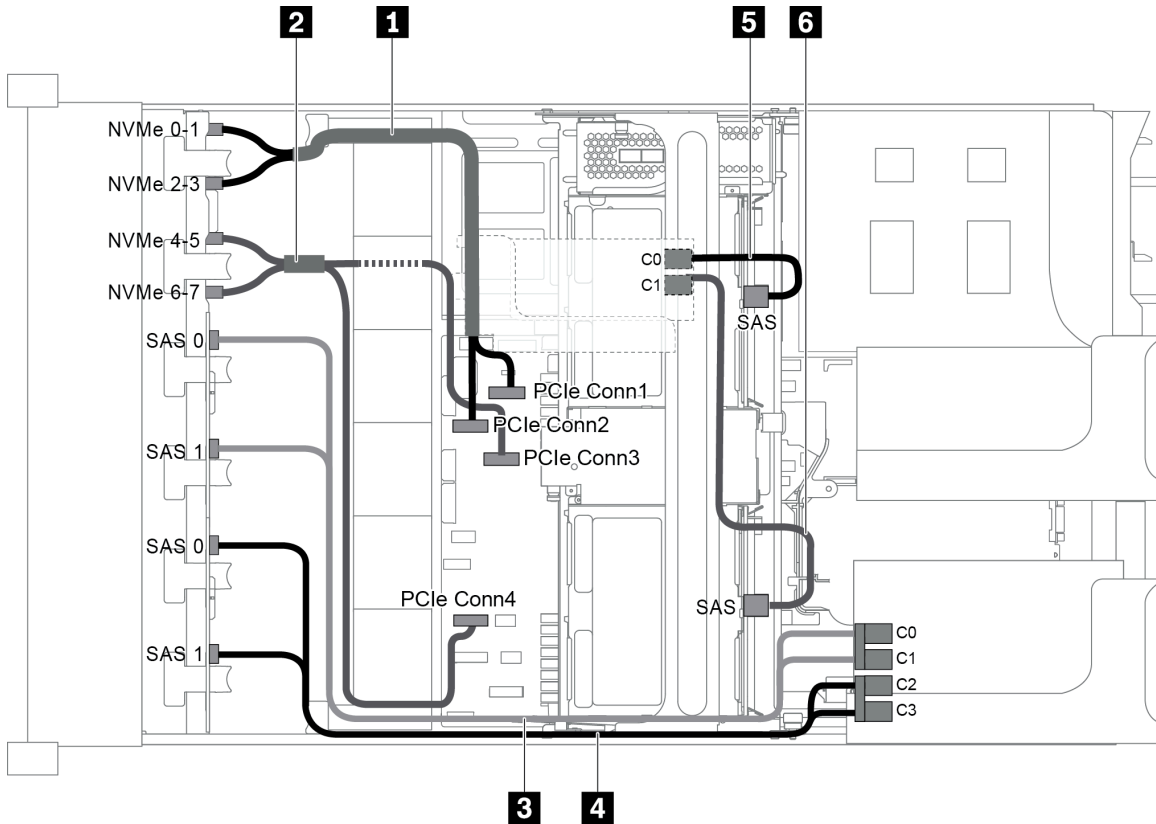 2
1
5
6
NVMe 0-1
NVMe 2-3
NVMe 4-5
NVMe 6-7
C0
C1
SAS
SAS 0
PCIe Conn1
PCIe Conn2
SAS 1
PCIe Conn3
SAS 0
PCIe Conn4
SAS
SAS 1
C0
C1
C2
C3
3
4